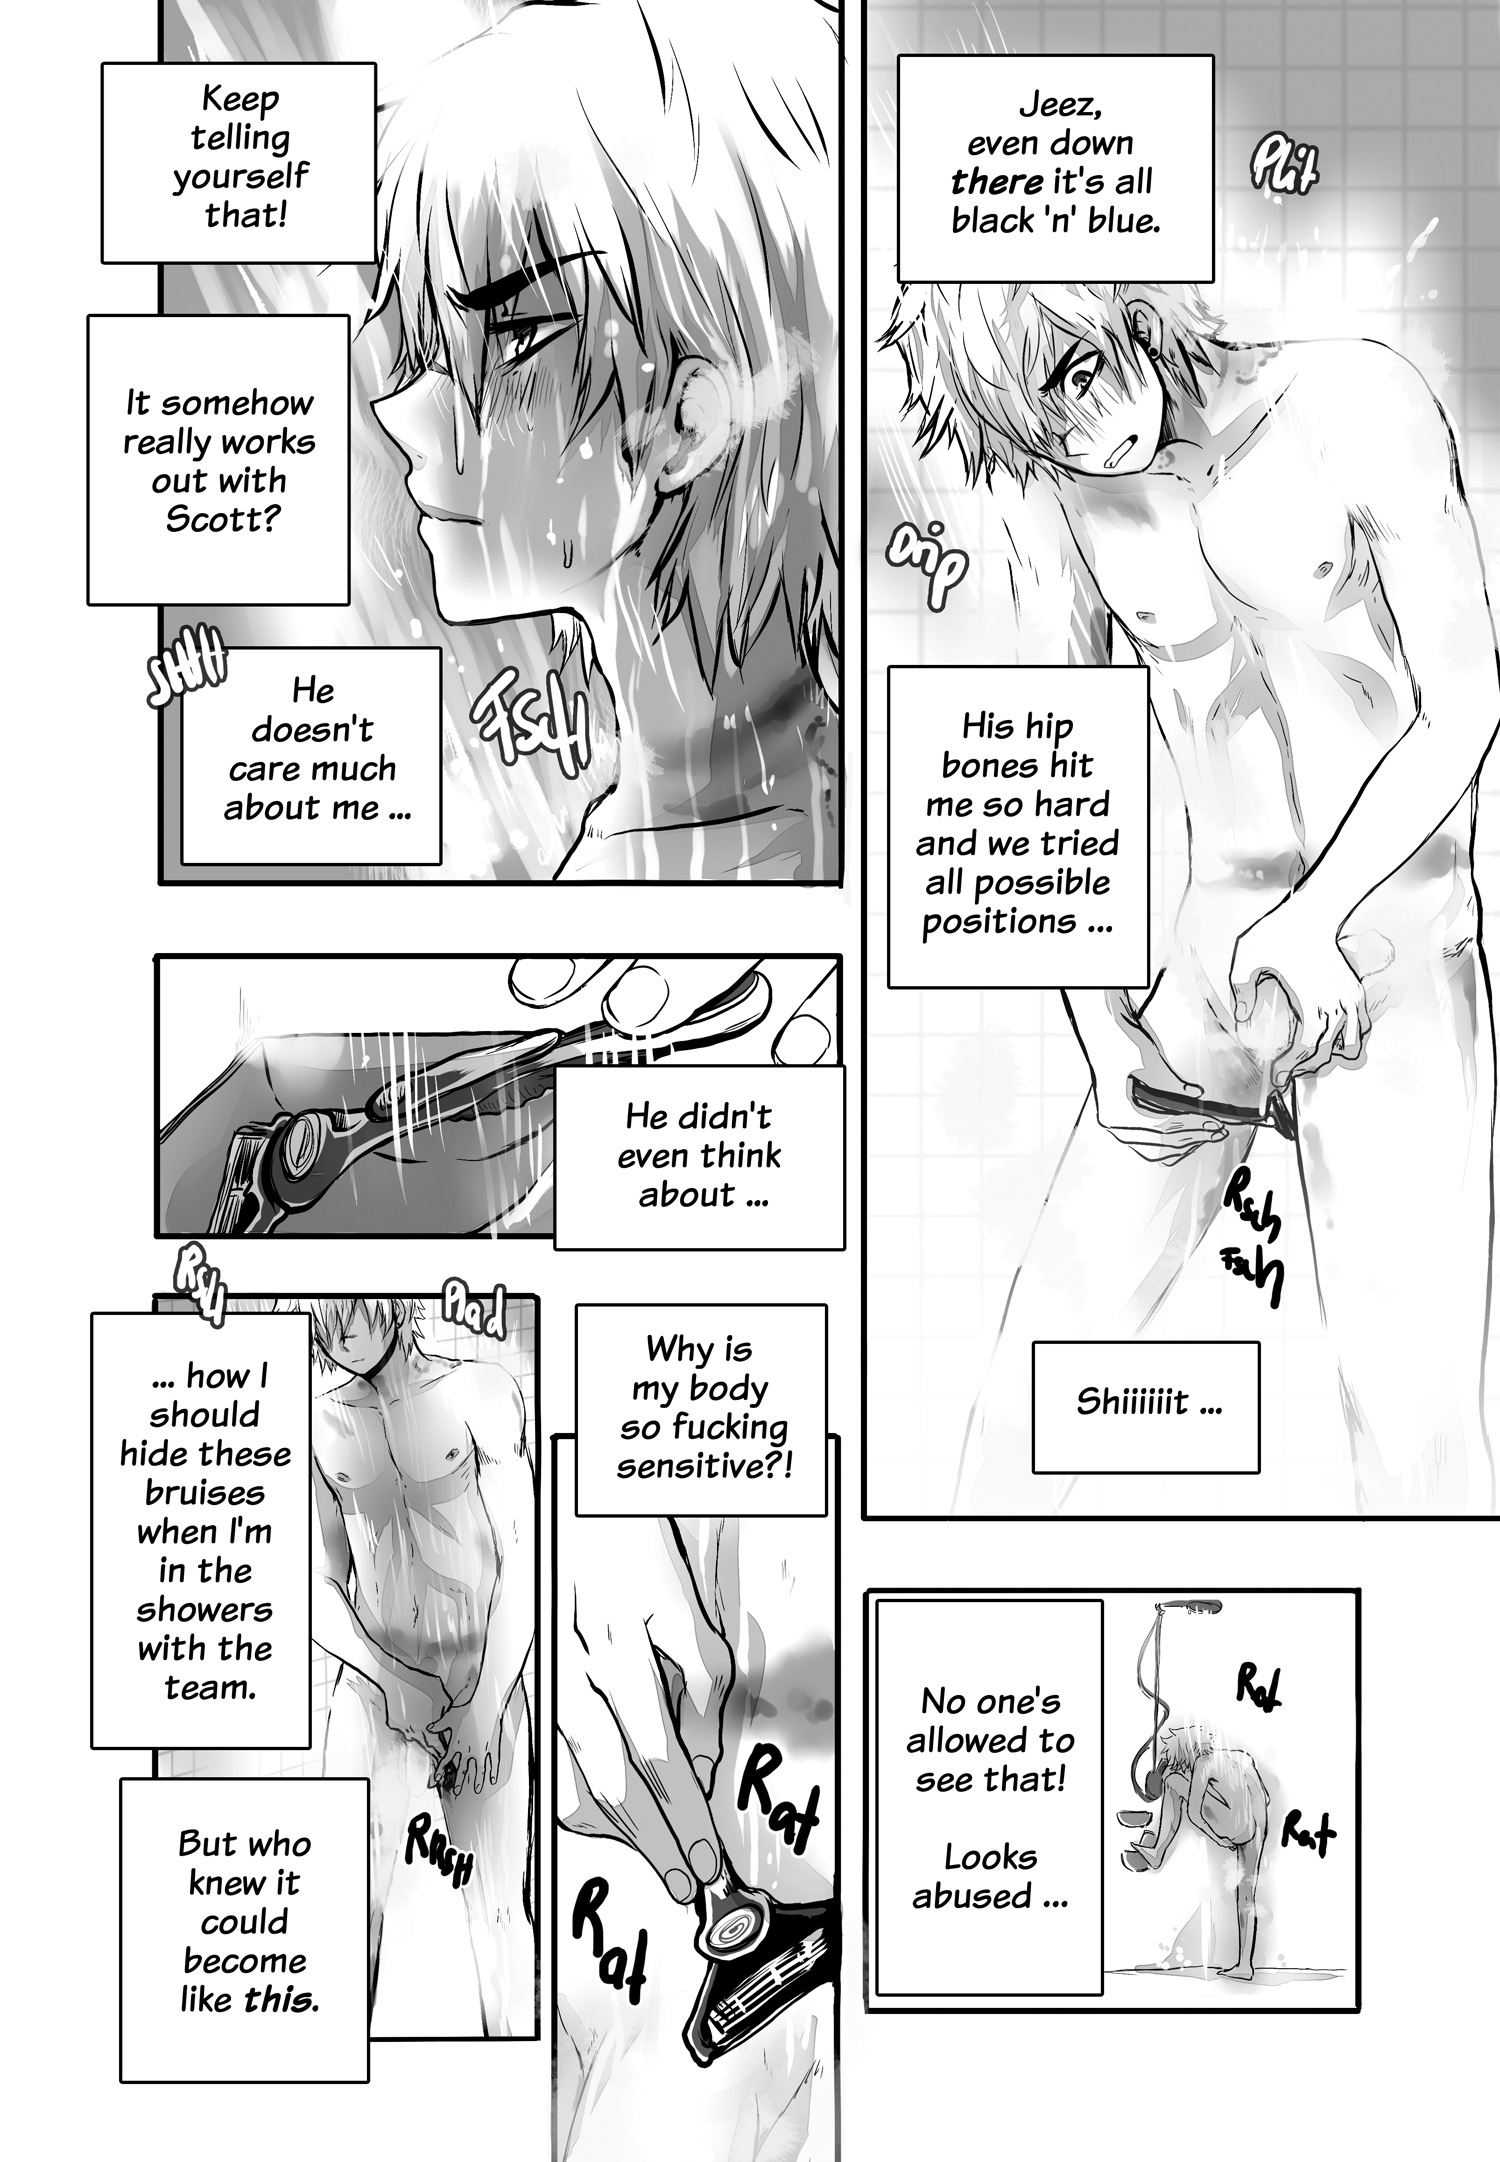 Keep
telling
yourself
that!
It somehow
really works
out with
Scott?
SHHH
He
doesn't
care much
about me ...
FSCH
He didn't
even think
about ...
RSH
Plad
... how I
should
hide these
bruises
when I'm
in the
showers
with the
team.
RRRSH
But who
knew it
could
become
like this.
Why is
my body
so fucking
sensitive?!
Rat
Rat
Jeez,
even down
there it's all
black 'n' blue.
Plit
Drip
His hip
bones hit
me so hard
and we tried
all possible
positions ...
Rsch
Fsch
Shiiiiiit ...
No one's
allowed to
see that!
Looks
abused ...
Rat
Rat